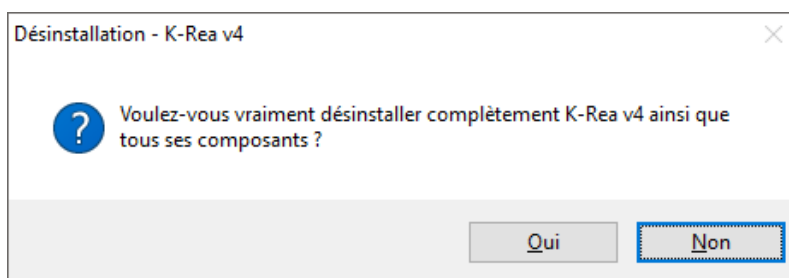 Désinstallation - K-Rea v4
Voulez-vous vraiment désinstaller complètement K-Rea v4 ainsi que
tous ses composants ?
Oui
Non